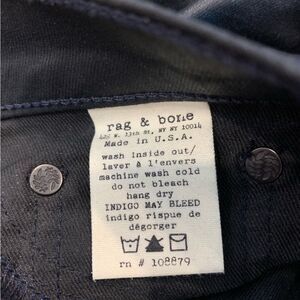 rag & bone
425 W. 13th St, NY NY 10014
Made in U.S.A.
wash inside out/
laver à l'envers
machine wash cold
do not bleach
hang dry
INDIGO MAY BLEED
indigo rispue de
dégorger
rn # 108879